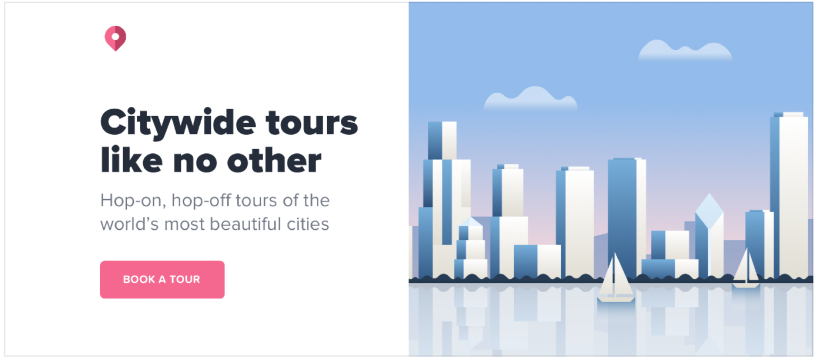 Citywide tours
like no other
Hop-on, hop-off tours of the
world’s most beautiful cities
BOOK A TOUR